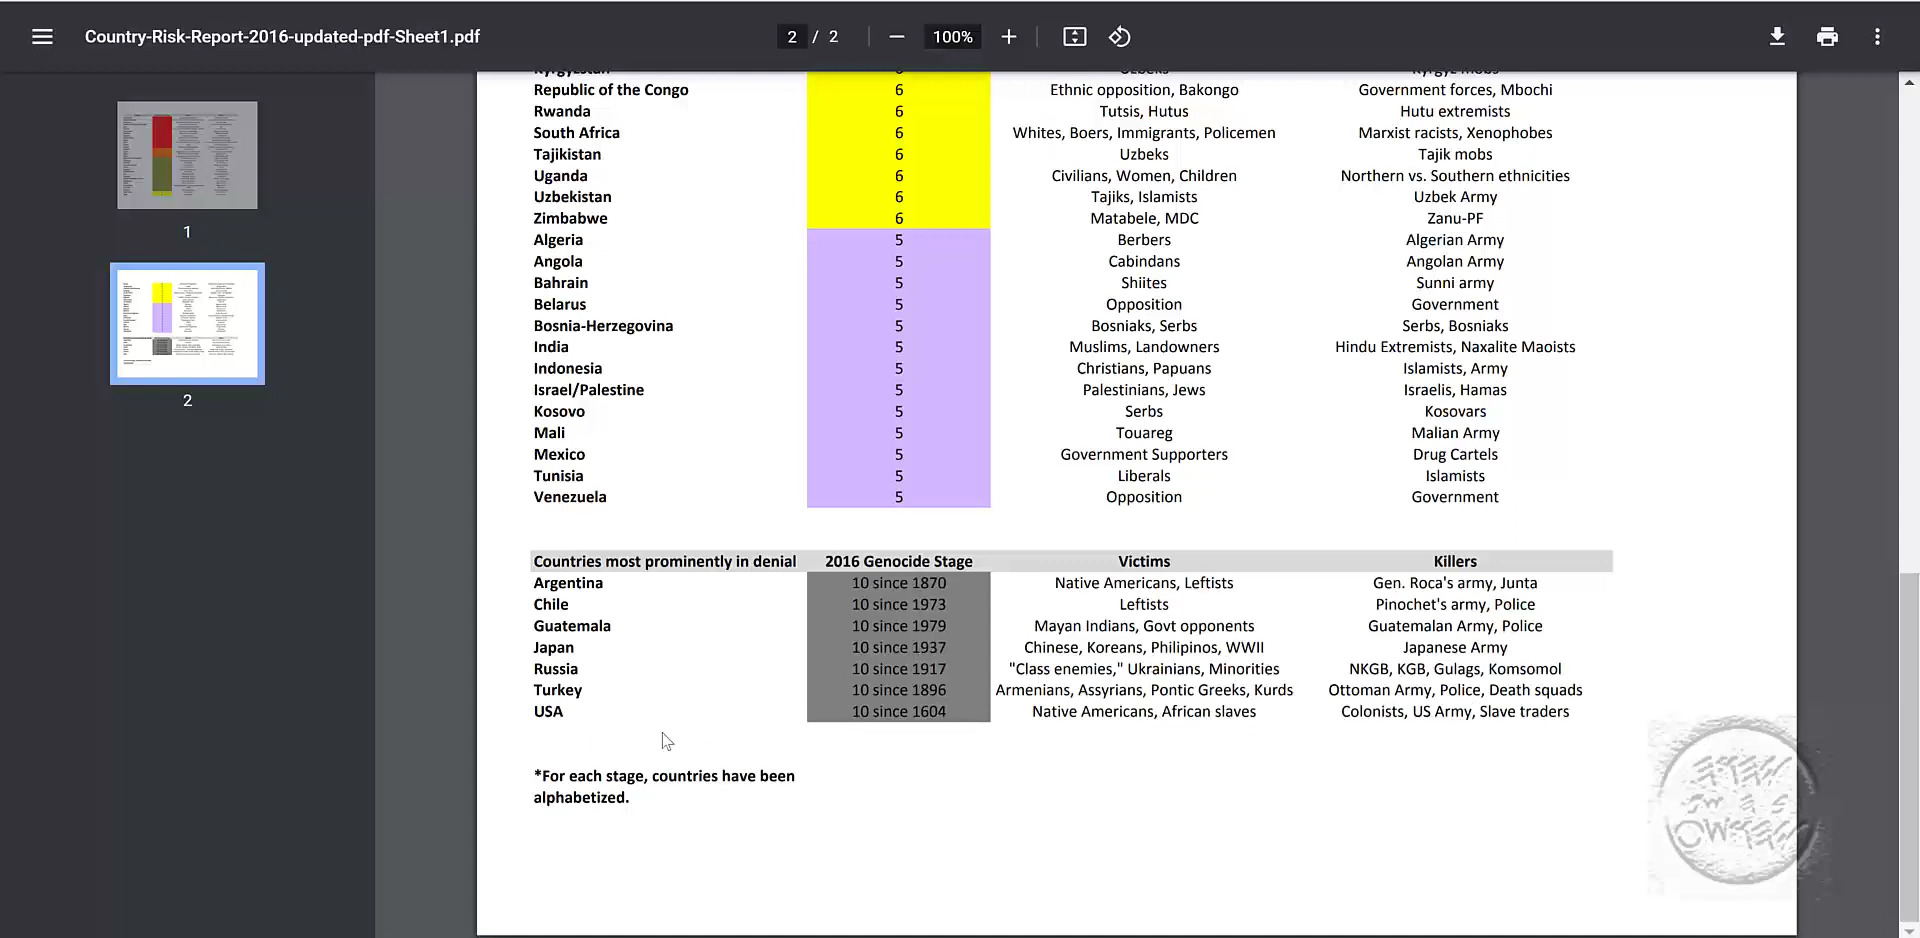 Country-Risk-Report-2016-updated-pdf-Sheet1.pdf 2 / 2 100%
Kyrgyzstan 6 Uzbeks Kyrgyz mobs
Republic of the Congo 6 Ethnic opposition, Bakongo Government forces, Mbochi
Rwanda 6 Tutsis, Hutus Hutu extremists
South Africa 6 Whites, Boers, Immigrants, Policemen Marxist racists, Xenophobes
Tajikistan 6 Uzbeks Tajik mobs
Uganda 6 Civilians, Women, Children Northern vs. Southern ethnicities
Uzbekistan 6 Tajiks, Islamists Uzbek Army
Zimbabwe 6 Matabele, MDC Zanu-PF
Algeria 5 Berbers Algerian Army
Angola 5 Cabindans Angolan Army
Bahrain 5 Shiites Sunni army
Belarus 5 Opposition Government
Bosnia-Herzegovina 5 Bosniaks, Serbs Serbs, Bosniaks
India 5 Muslims, Landowners Hindu Extremists, Naxalite Maoists
Indonesia 5 Christians, Papuans Islamists, Army
Israel/Palestine 5 Palestinians, Jews Israelis, Hamas
Kosovo 5 Serbs Kosovars
Mali 5 Touareg Malian Army
Mexico 5 Government Supporters Drug Cartels
Tunisia 5 Liberals Islamists
Venezuela 5 Opposition Government
Countries most prominently in denial 2016 Genocide Stage Victims Killers
Argentina 10 since 1870 Native Americans, Leftists Gen. Roca's army, Junta
Chile 10 since 1973 Leftists Pinochet's army, Police
Guatemala 10 since 1979 Mayan Indians, Govt opponents Guatemalan Army, Police
Japan 10 since 1937 Chinese, Koreans, Philipinos, WWII Japanese Army
Russia 10 since 1917 "Class enemies," Ukrainians, Minorities NKGB, KGB, Gulags, Komsomol
Turkey 10 since 1896 Armenians, Assyrians, Pontic Greeks, Kurds Ottoman Army, Police, Death squads
USA 10 since 1604 Native Americans, African slaves Colonists, US Army, Slave traders
*For each stage, countries have been
alphabetized.
1
2